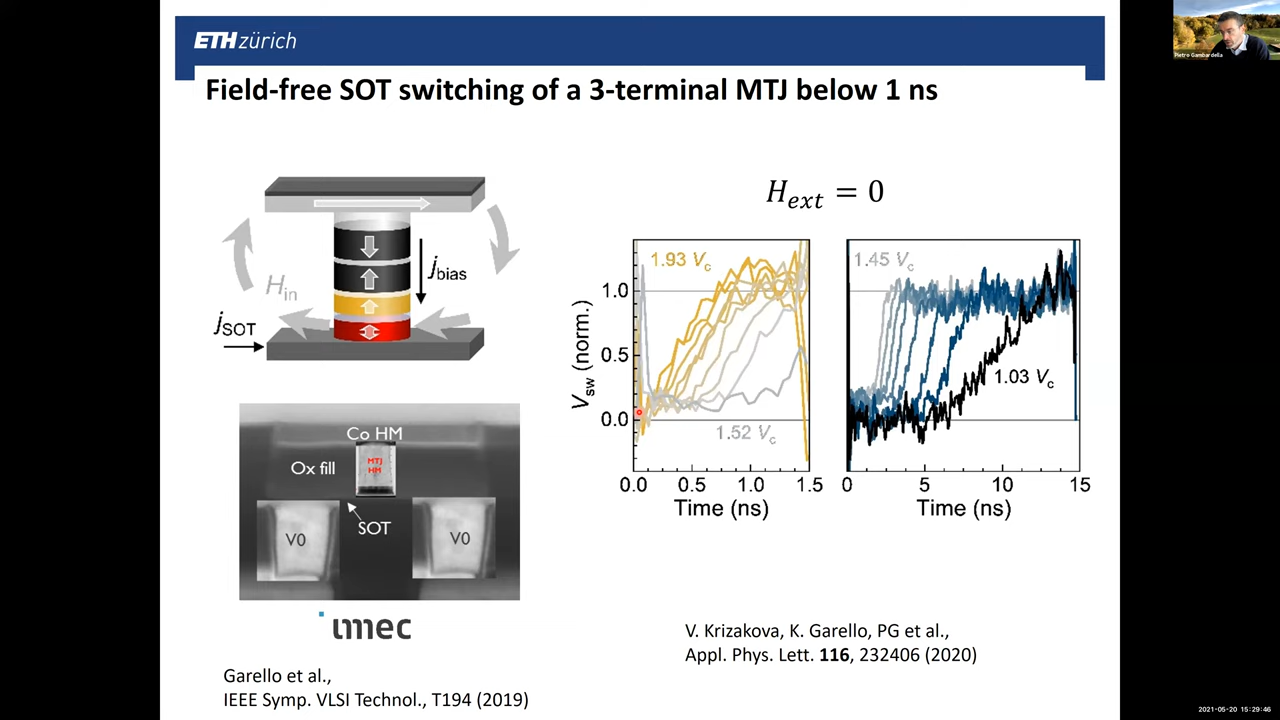 ETH zürich
Pietro Gambardella
Field-free SOT switching of a 3-terminal MTJ below 1 ns
H_ext = 0
j_bias
H_in
j_SOT
Co HM
Ox fill
MTJ
HM
SOT
V0
V0
imec
Garello et al.,
IEEE Symp. VLSI Technol., T194 (2019)
V_sw (norm.)
1.0
0.5
0.0
1.93 V_c
1.52 V_c
0.0 0.5 1.0 1.5
Time (ns)
1.45 V_c
1.03 V_c
0 5 10 15
Time (ns)
V. Krizakova, K. Garello, PG et al.,
Appl. Phys. Lett. 116, 232406 (2020)
2021-05-20 15:29:46